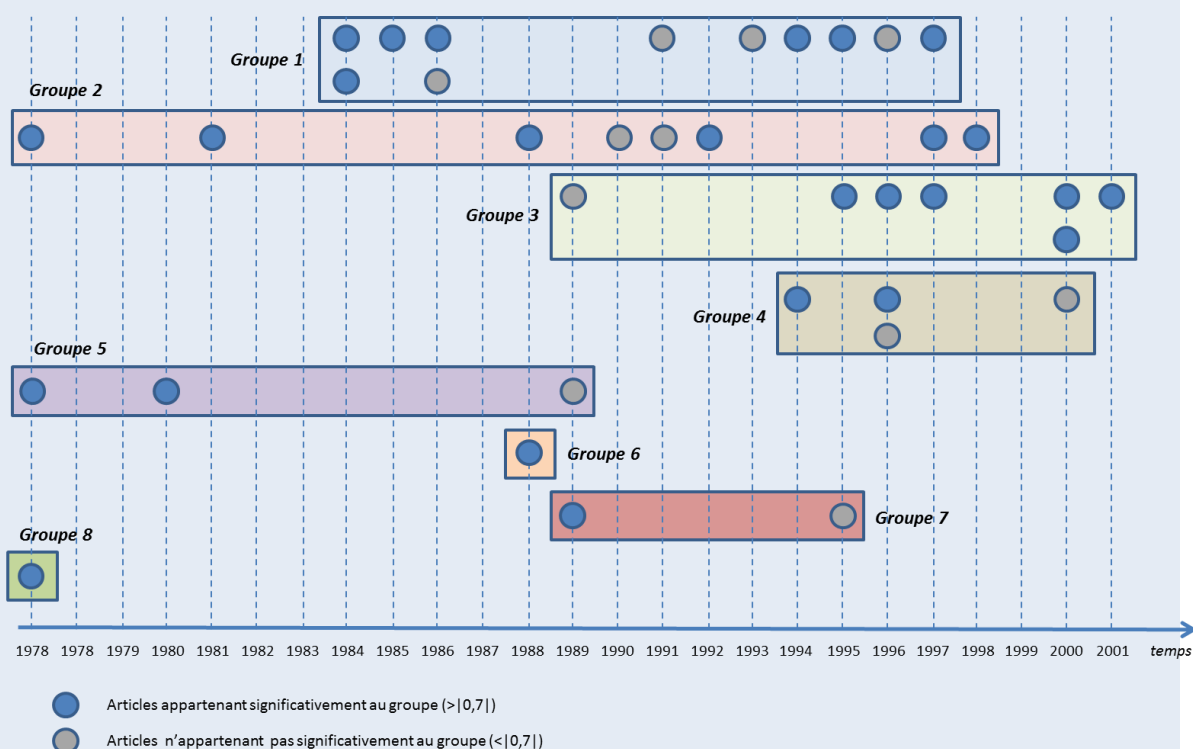 Groupe 1
Groupe 2
Groupe 3
Groupe 4
Groupe 5
Groupe 6
Groupe 7
Groupe 8
1978 1978 1979 1980 1981 1982 1983 1984 1985 1986 1987 1988 1989 1990 1991 1992 1993 1994 1995 1996 1997 1998 1999 2000 2001 temps
Articles appartenant significativement au groupe (>|0,7|)
Articles n'appartenant pas significativement au groupe (<|0,7|)